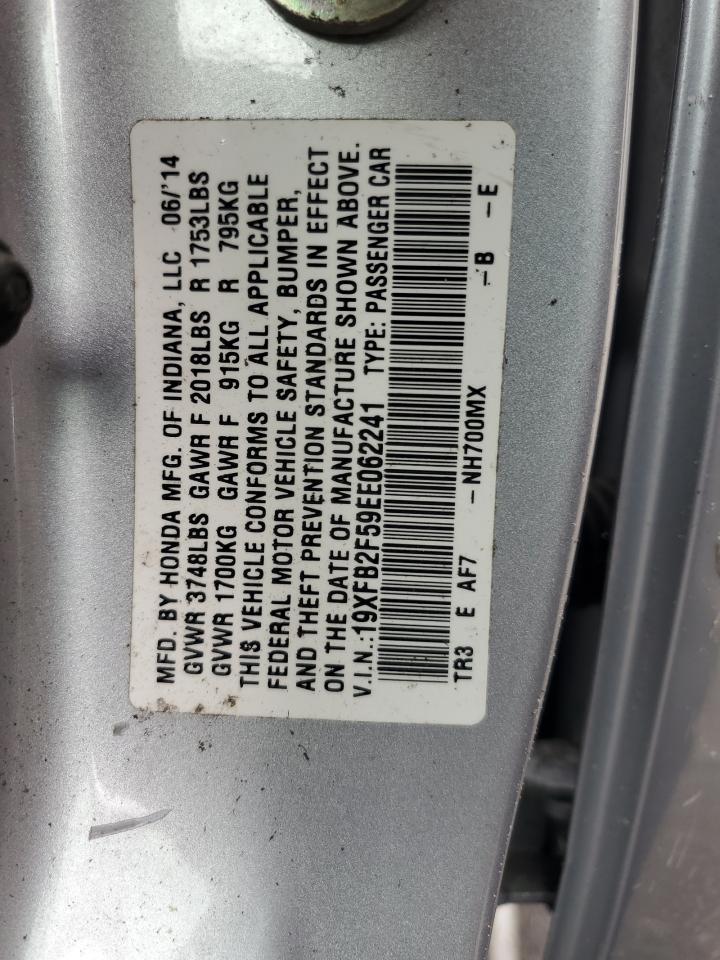 MFD. BY HONDA MFG. OF INDIANA, LLC 06/'14
GVWR 3748LBS GAWR F 2018LBS R 1753LBS
GVWR 1700KG GAWR F 915KG R 795KG
THIS VEHICLE CONFORMS TO ALL APPLICABLE
FEDERAL MOTOR VEHICLE SAFETY, BUMPER,
AND THEFT PREVENTION STANDARDS IN EFFECT
ON THE DATE OF MANUFACTURE SHOWN ABOVE.
V.I.N.:19XFB2F59EE062241 TYPE: PASSENGER CAR
TR3 E AF7 -NH700MX -B -E